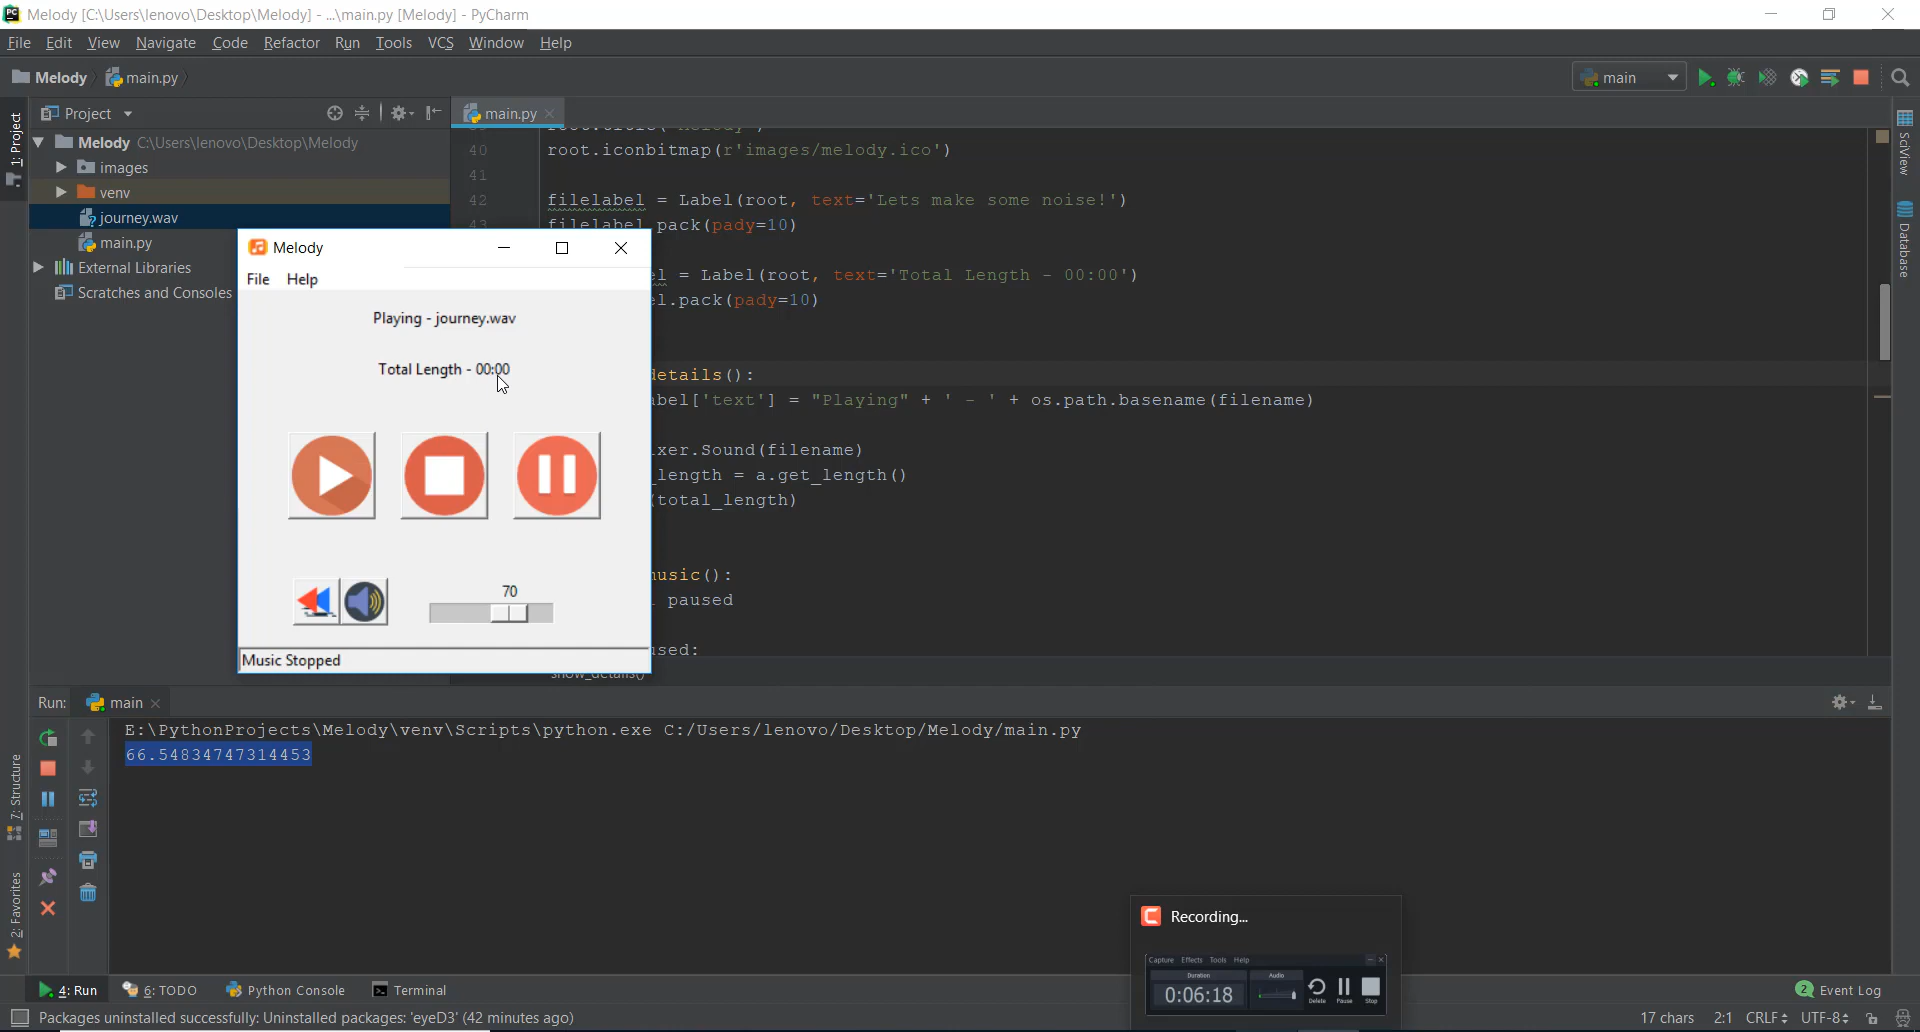 Melody [C:\Users\lenovo\Desktop\Melody] - ...\main.py [Melody] - PyCharm
File Edit View Navigate Code Refactor Run Tools VCS Window Help
Melody main.py main
Project main.py
1: Project
Melody C:\Users\lenovo\Desktop\Melody
images
venv
journey.wav
main.py
External Libraries
Scratches and Consoles
40 root.iconbitmap(r'images/melody.ico')
41
42 filelabel = Label(root, text='Lets make some noise!')
43 filelabel.pack(pady=10)
el = Label(root, text='Total Length - 00:00')
el.pack(pady=10)
details():
abel['text'] = "Playing" + ' - ' + os.path.basename(filename)
xer.Sound(filename)
_length = a.get_length()
(total_length)
music():
paused
used:
show_details()
SciView
Database
Melody
File Help
Playing - journey.wav
Total Length - 00:00
70
Music Stopped
Run: main
E:\PythonProjects\Melody\venv\Scripts\python.exe C:/Users/lenovo/Desktop/Melody/main.py
66.54834747314453
7: Structure
2: Favorites
Recording...
Capture Effects Tools Help
Duration Audio
0:06:18
Delete Pause Stop
4: Run 6: TODO Python Console Terminal 2 Event Log
Packages uninstalled successfully: Uninstalled packages: 'eyeD3' (42 minutes ago) 17 chars 2:1 CRLF UTF-8